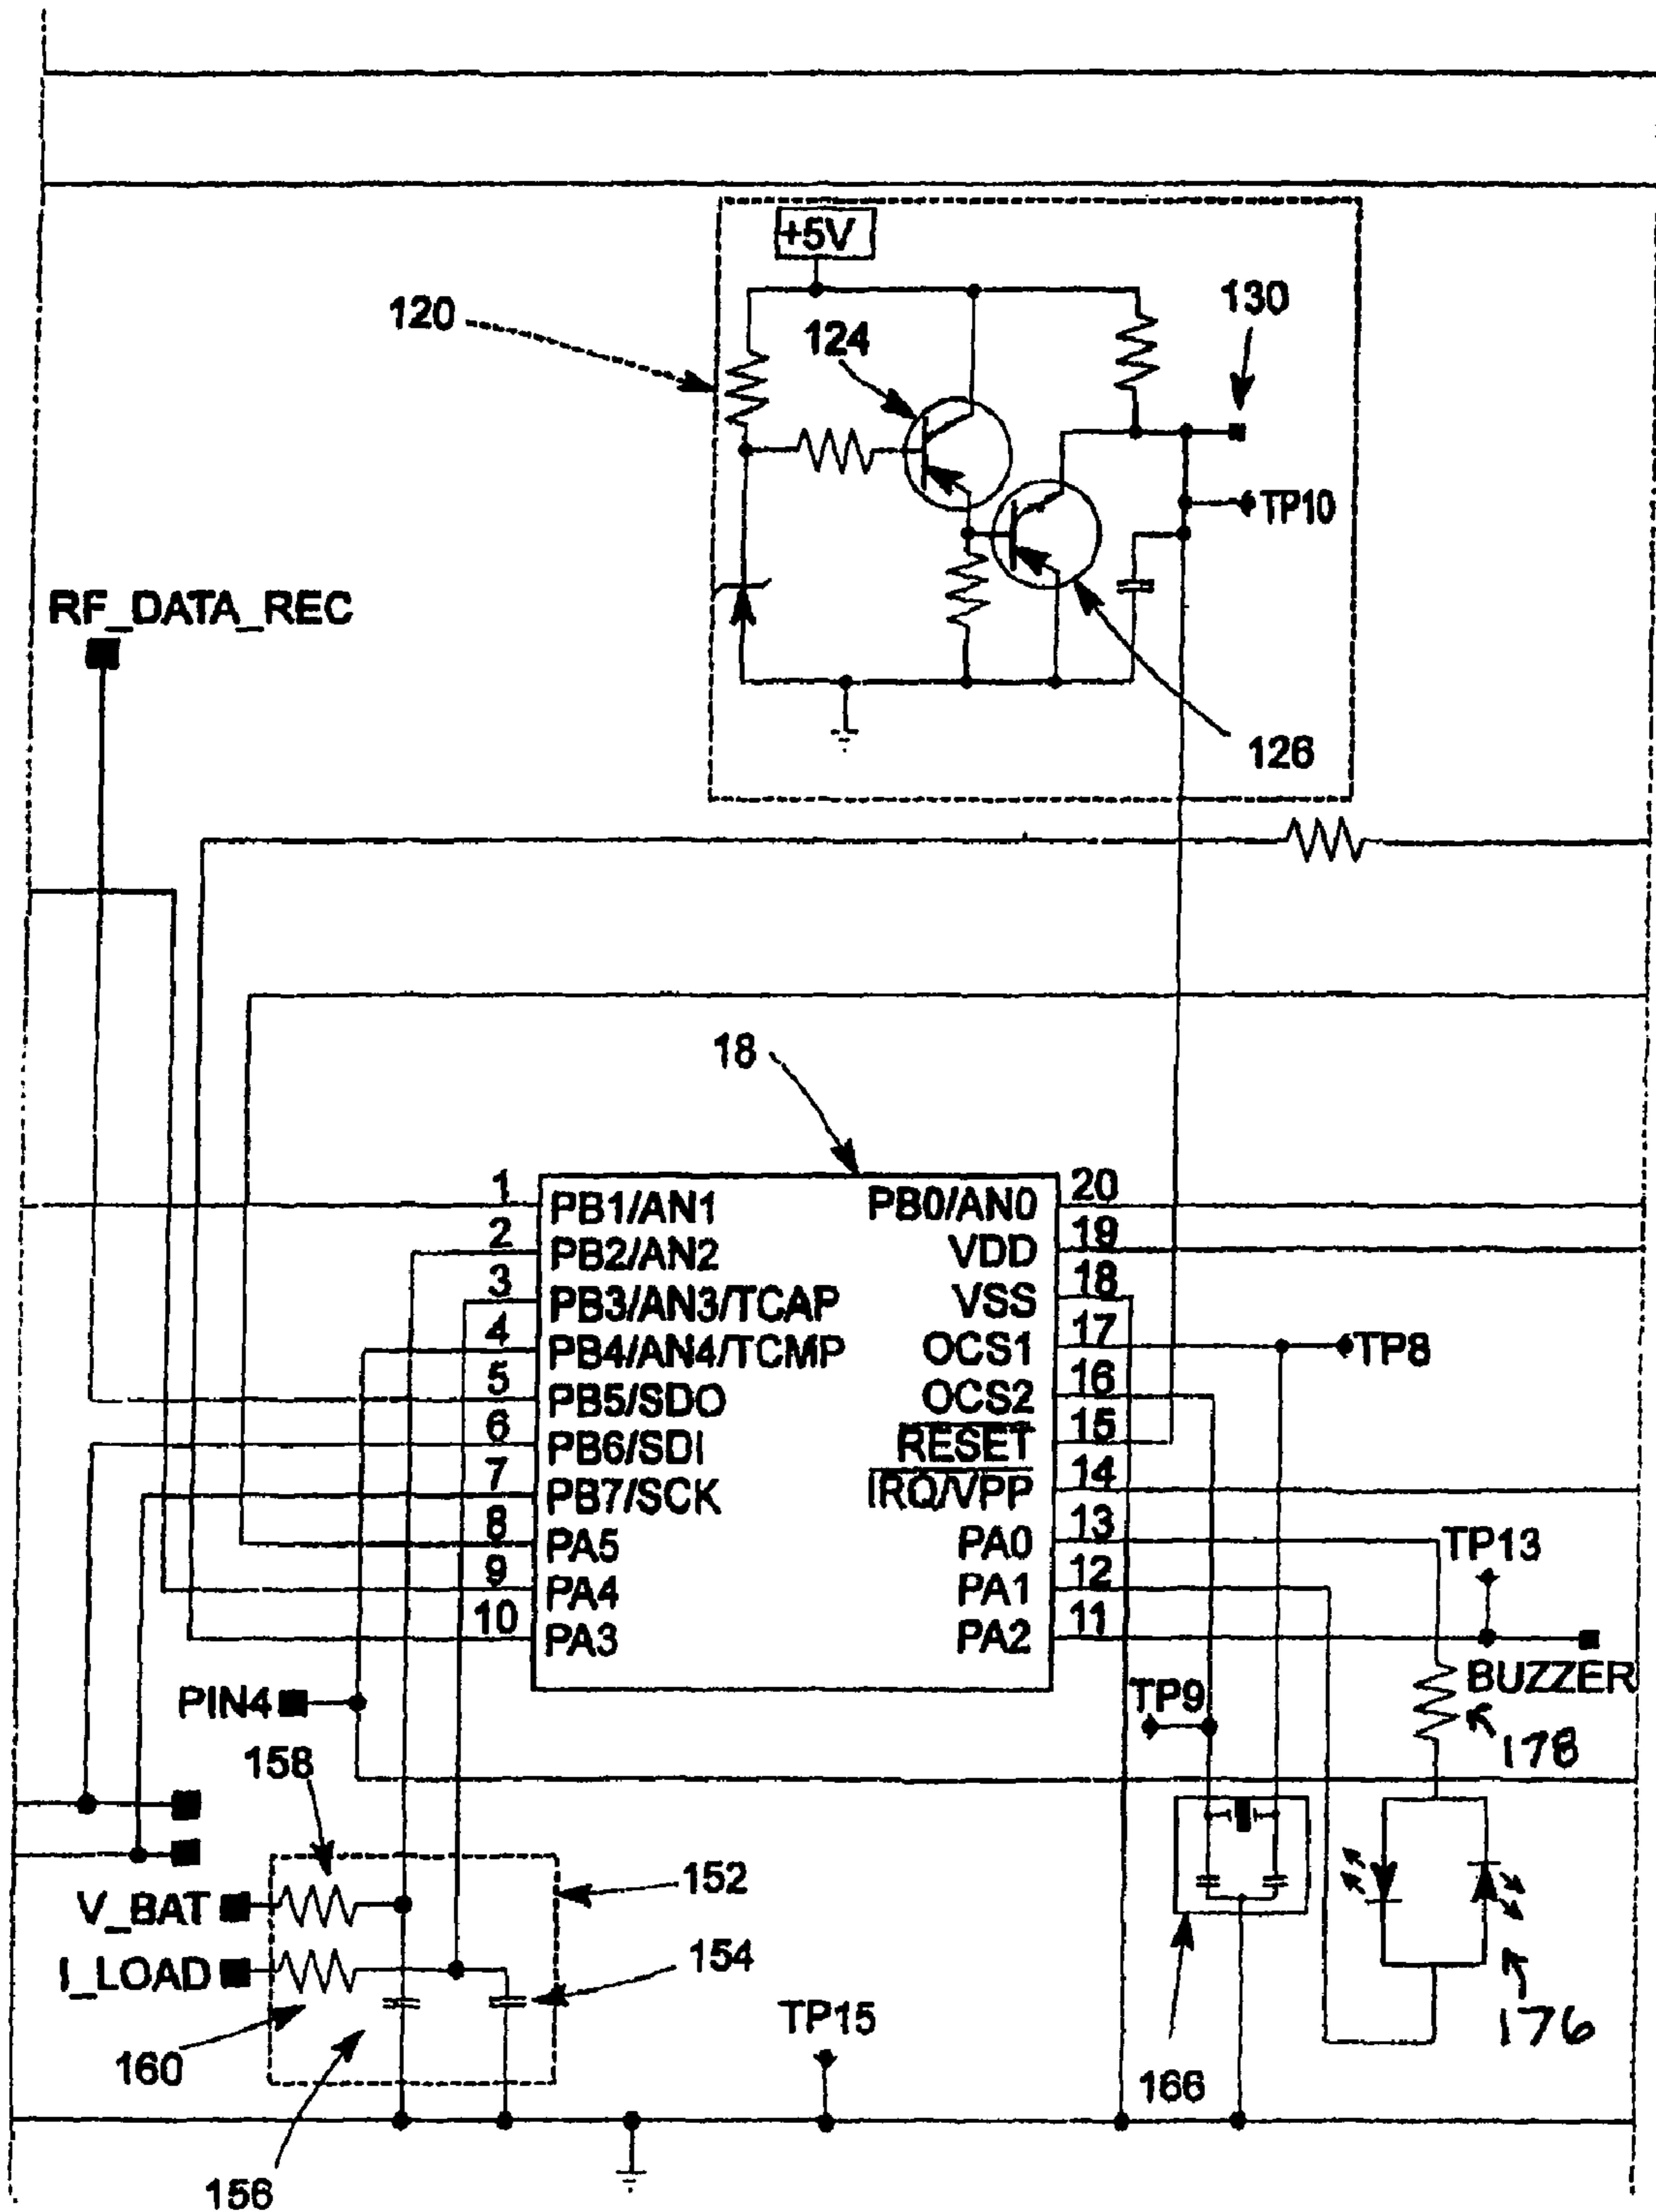 +5V
120
124
130
TP10
RF_DATA_REC
126
18
1 PB1/AN1
2 PB2/AN2
3 PB3/AN3/TCAP
4 PB4/AN4/TCMP
5 PB5/SDO
6 PB6/SDI
7 PB7/SCK
8 PA5
9 PA4
10 PA3
PB0/AN0 20
VDD 19
VSS 18
OCS1 17
OCS2 16
RESET 15
IRQ/VPP 14
PA0 13
PA1 12
PA2 11
TP8
TP13
BUZZER
PIN4
TP9
178
158
V_BAT
152
I_LOAD
154
160
TP15
166
176
156